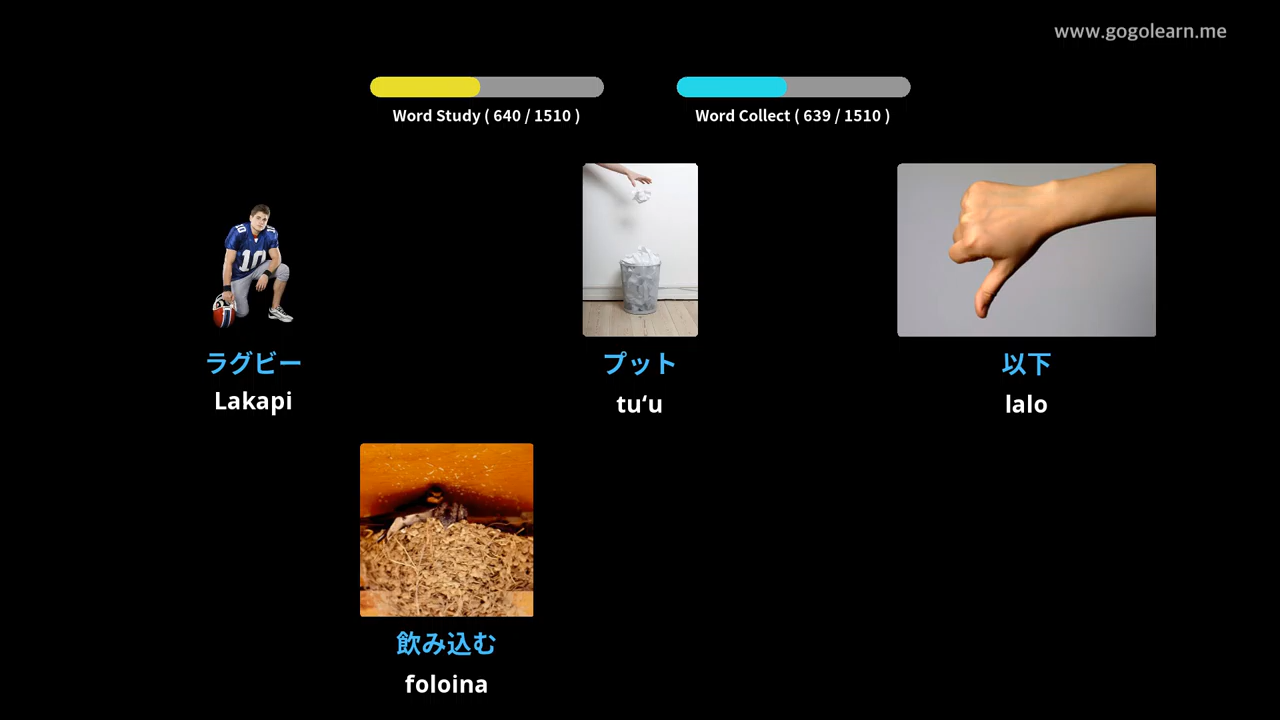 www.gogolearn.me
Word Study ( 640 / 1510 )
Word Collect ( 639 / 1510 )
ラグビー
Lakapi
プット
tuʻu
以下
lalo
飲み込む
foloina